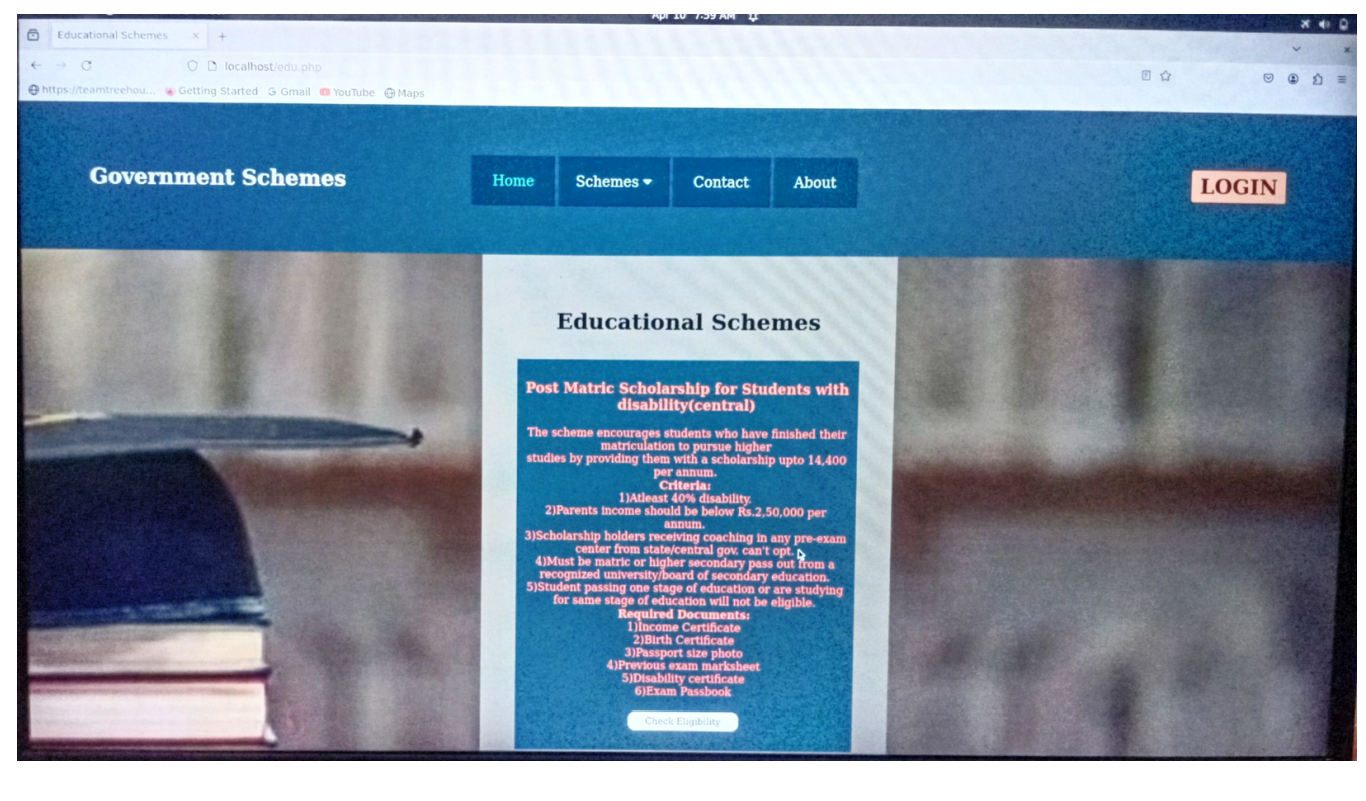 Apr 10 7:59 AM
Educational Schemes × +
localhost/edu.php
https://teamtreehou... Getting Started G Gmail YouTube Maps
Government Schemes
Home Schemes Contact About
LOGIN
Educational Schemes
Post Matric Scholarship for Students with
disability(central)
The scheme encourages students who have finished their
matriculation to pursue higher
studies by providing them with a scholarship upto 14,400
per annum.
Criteria:
1)Atleast 40% disability.
2)Parents income should be below Rs.2,50,000 per
annum.
3)Scholarship holders receiving coaching in any pre-exam
center from state/central gov. can't opt.
4)Must be matric or higher secondary pass out from a
recognized university/board of secondary education.
5)Student passing one stage of education or are studying
for same stage of education will not be eligible.
Required Documents:
1)Income Certificate
2)Birth Certificate
3)Passport size photo
4)Previous exam marksheet
5)Disability certificate
6)Exam Passbook
Check Eligibility